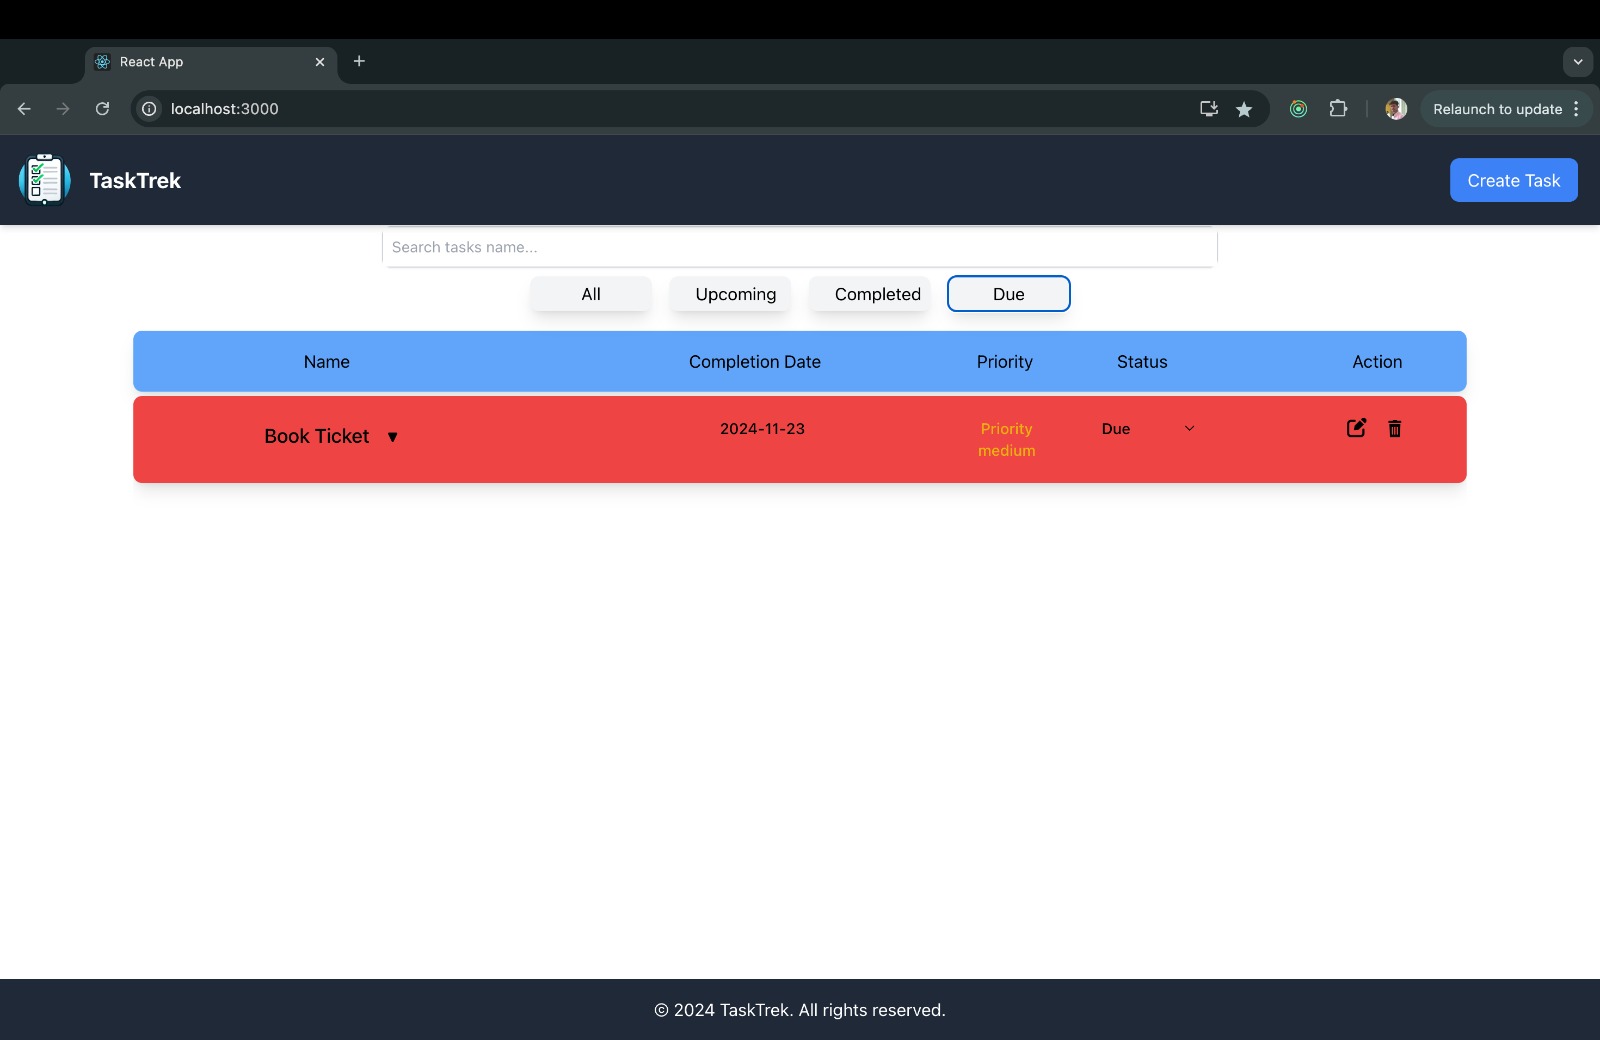 React App
localhost:3000
Relaunch to update
TaskTrek
Create Task
Search tasks name...
All
Upcoming
Completed
Due
Name
Completion Date
Priority
Status
Action
Book Ticket ▼
2024-11-23
Priority
medium
Due
© 2024 TaskTrek. All rights reserved.